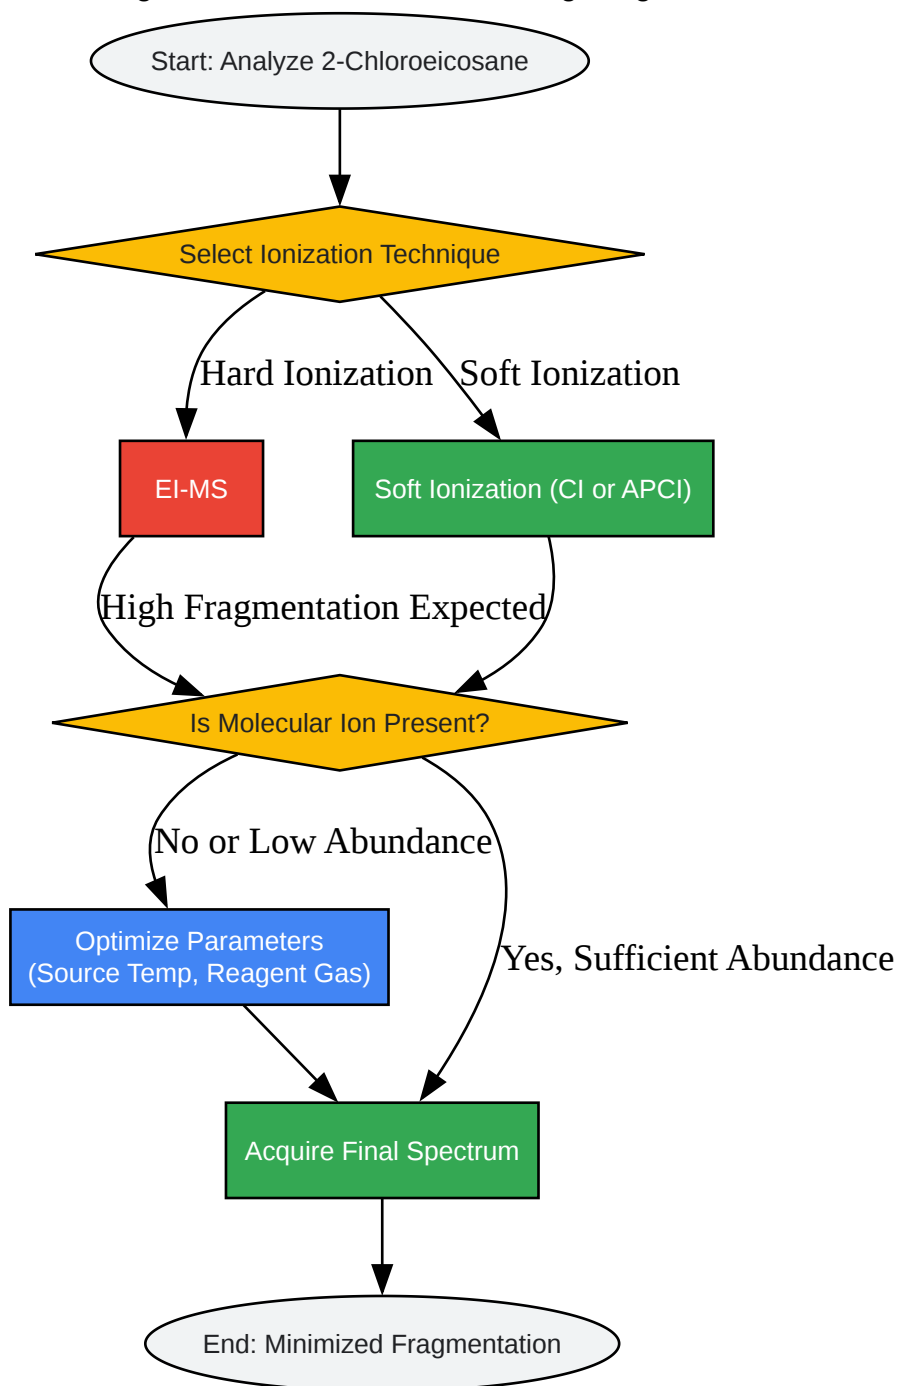 Start: Analyze 2-Chloroeicosane
Select Ionization Technique
Hard Ionization
Soft Ionization
EI-MS
Soft Ionization (CI or APCI)
High Fragmentation Expected
Is Molecular Ion Present?
No or Low Abundance
Optimize Parameters
(Source Temp, Reagent Gas)
Yes, Sufficient Abundance
Acquire Final Spectrum
End: Minimized Fragmentation